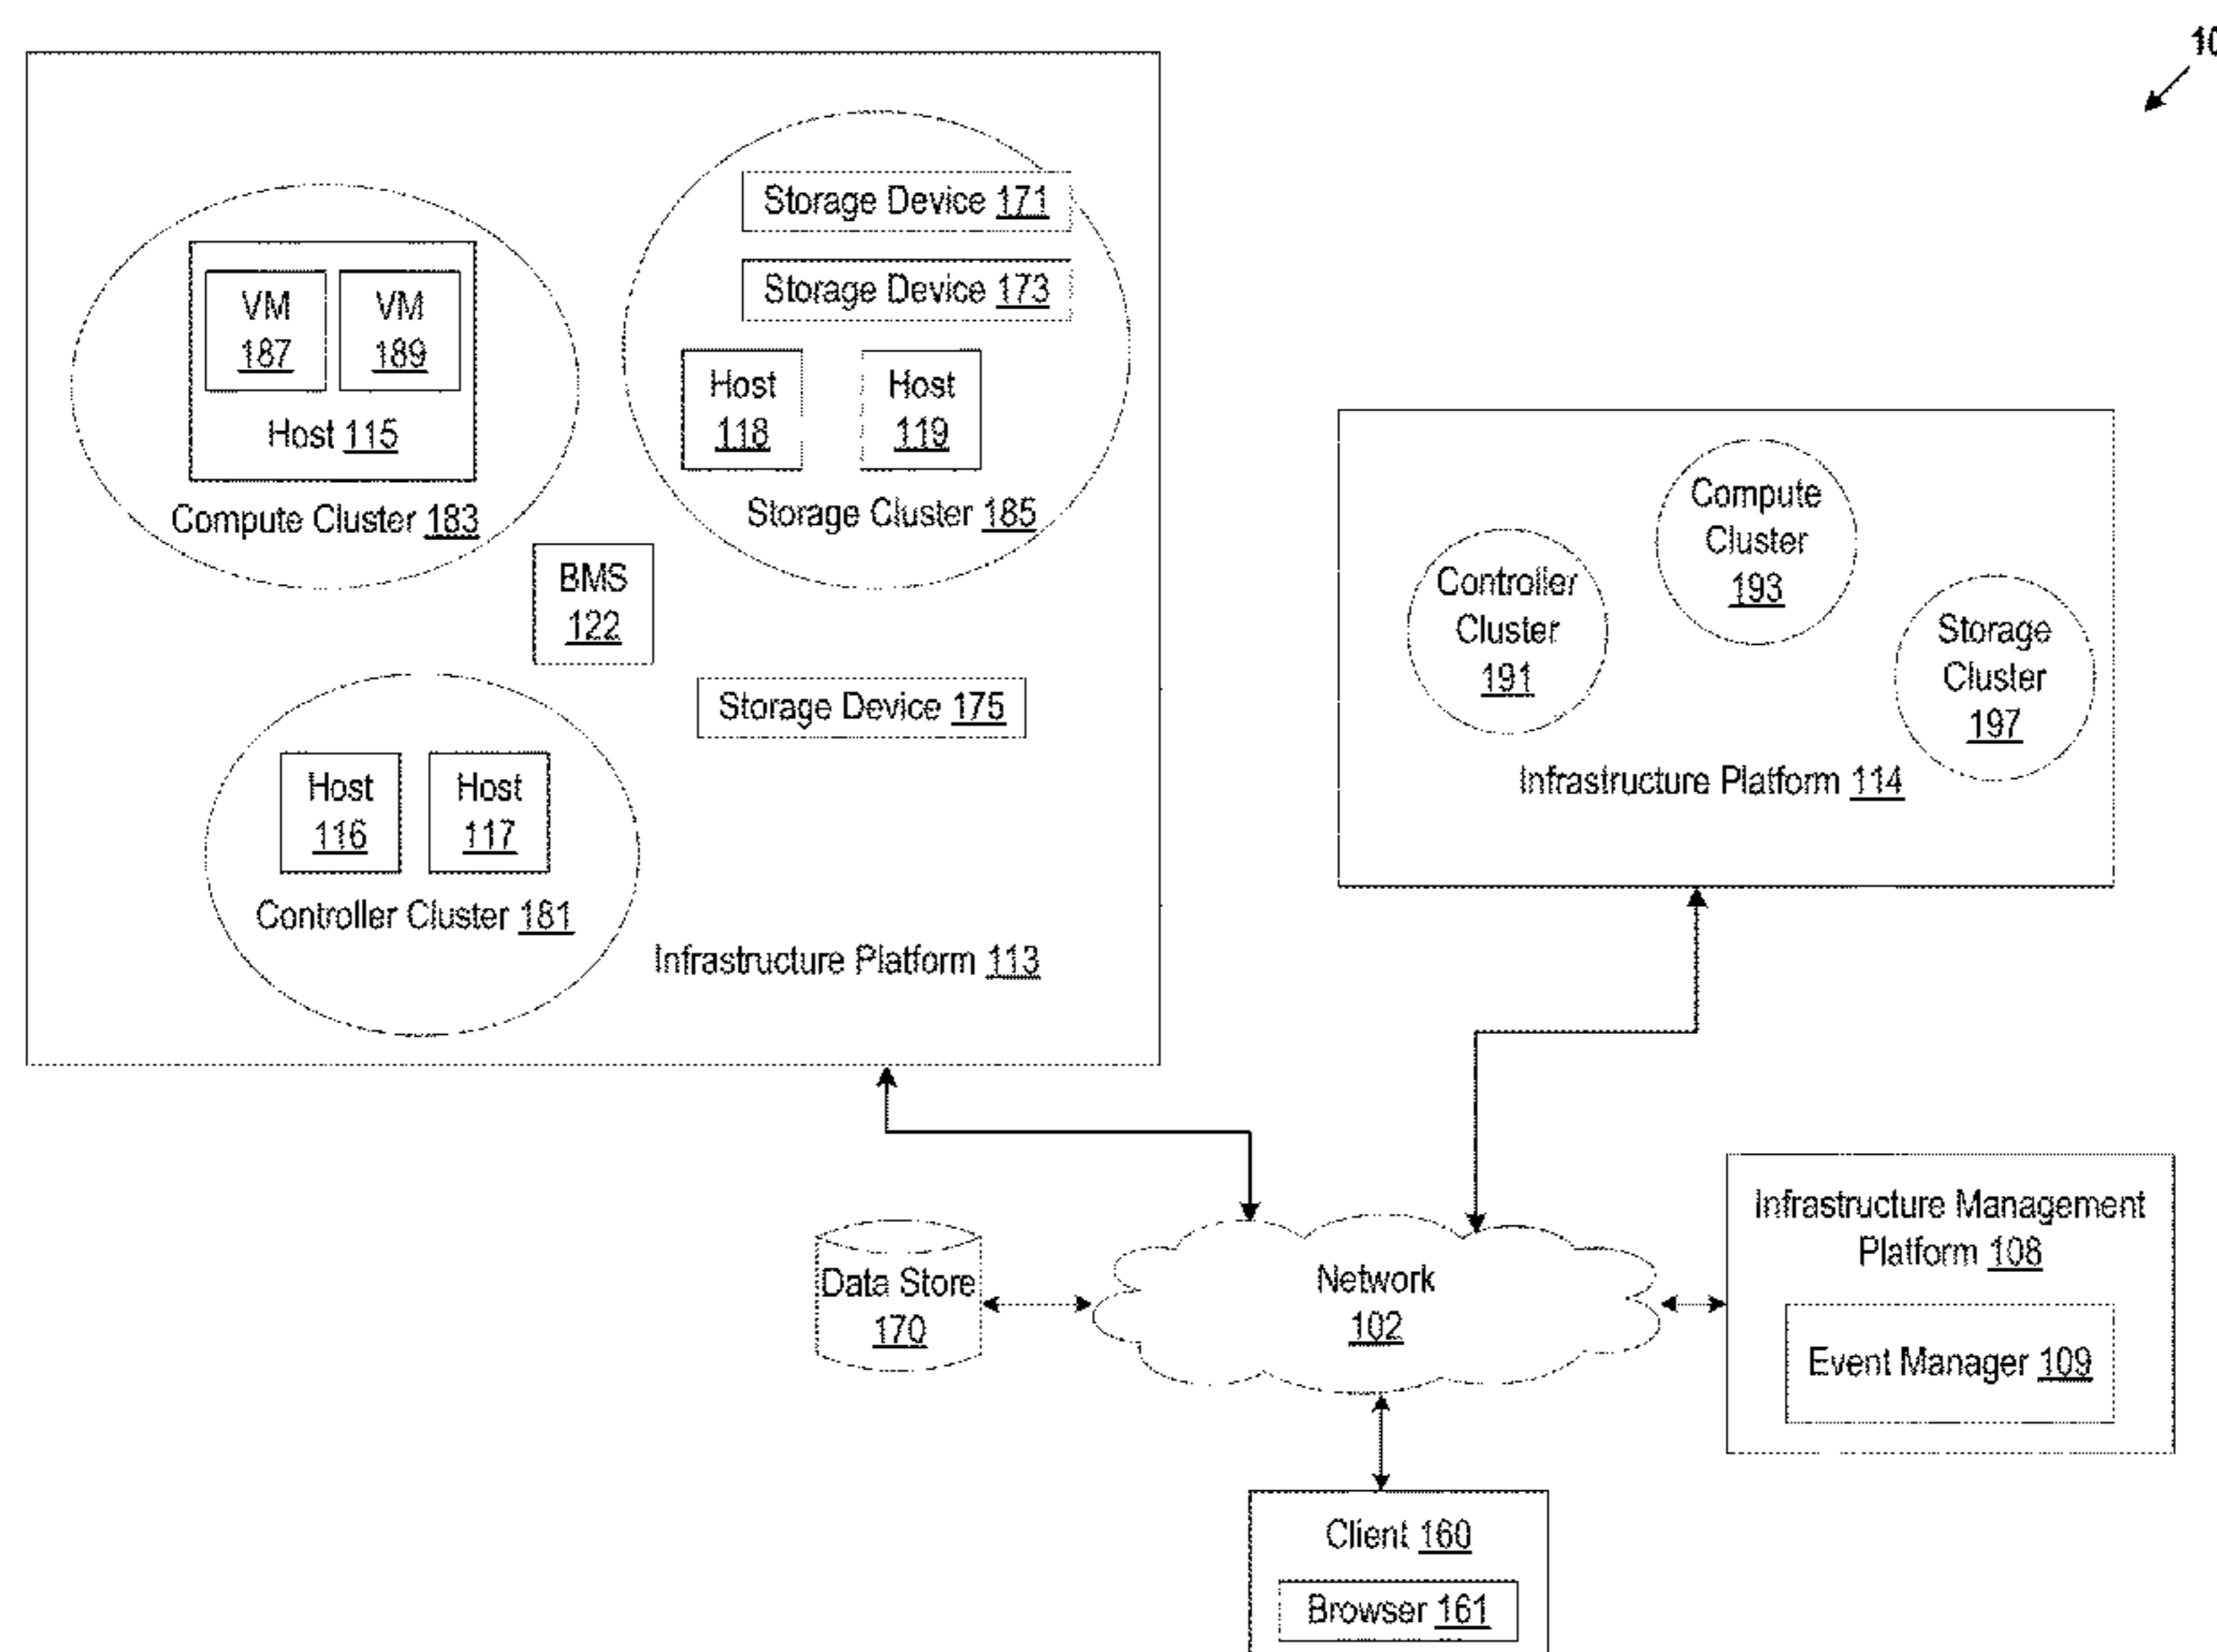 10
Storage Device 171
Storage Device 173
VM
187
VM
189
Host 115
Compute Cluster 183
Host
118
Host
119
Storage Cluster 185
BMS
122
Storage Device 175
Host
116
Host
117
Controller Cluster 181
Infrastructure Platform 113
Controller
Cluster
191
Compute
Cluster
193
Storage
Cluster
197
Infrastructure Platform 114
Data Store
170
Network
102
Infrastructure Management
Platform 108
Event Manager 109
Client 160
Browser 161